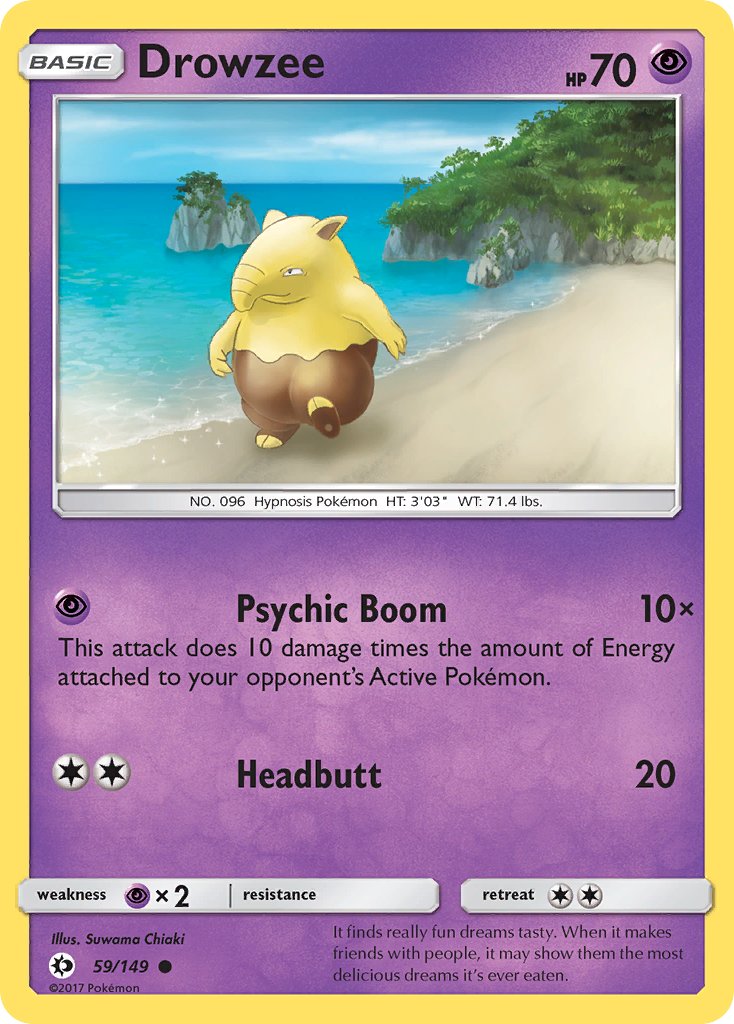 BASIC Drowzee HP 70
NO. 096 Hypnosis Pokémon HT: 3'03" WT: 71.4 lbs.
Psychic Boom 10×
This attack does 10 damage times the amount of Energy
attached to your opponent's Active Pokémon.
Headbutt 20
weakness × 2 resistance retreat
Illus. Suwama Chiaki
59/149
©2017 Pokémon
It finds really fun dreams tasty. When it makes
friends with people, it may show them the most
delicious dreams it's ever eaten.